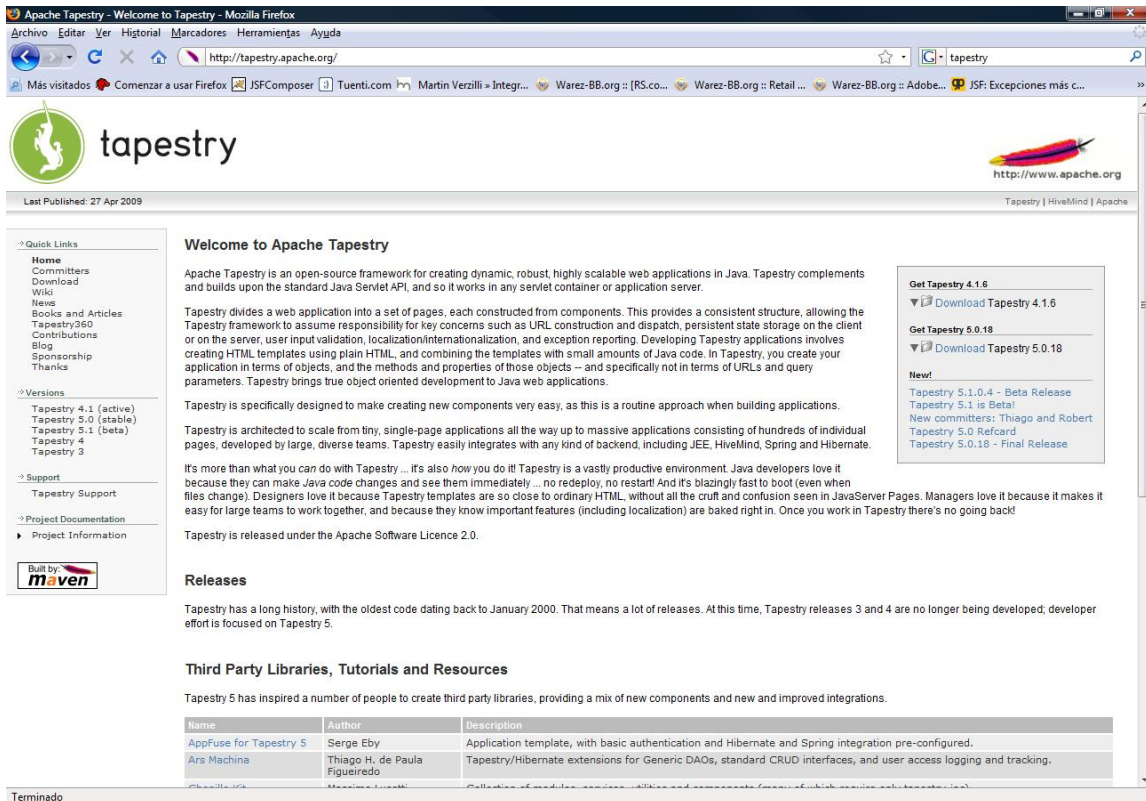 Apache Tapestry - Welcome to Tapestry - Mozilla Firefox
Archivo Editar Ver Historial Marcadores Herramientas Ayuda
http://tapestry.apache.org/
tapestry
Más visitados Comenzar a usar Firefox JSFComposer Tuenti.com Martin Verzilli » Integr... Warez-BB.org :: [RS.co... Warez-BB.org :: Retail ... Warez-BB.org :: Adobe... JSF: Excepciones más c... »
tapestry
http://www.apache.org
Last Published: 27 Apr 2009
Tapestry | HiveMind | Apache
Quick Links
Home
Committers
Download
Wiki
News
Books and Articles
Tapestry360
Contributions
Blog
Sponsorship
Thanks
Versions
Tapestry 4.1 (active)
Tapestry 5.0 (stable)
Tapestry 5.1 (beta)
Tapestry 4
Tapestry 3
Support
Tapestry Support
Project Documentation
Project Information
Built by:
maven
Welcome to Apache Tapestry
Apache Tapestry is an open-source framework for creating dynamic, robust, highly scalable web applications in Java. Tapestry complements
and builds upon the standard Java Servlet API, and so it works in any servlet container or application server.
Tapestry divides a web application into a set of pages, each constructed from components. This provides a consistent structure, allowing the
Tapestry framework to assume responsibility for key concerns such as URL construction and dispatch, persistent state storage on the client
or on the server, user input validation, localization/internationalization, and exception reporting. Developing Tapestry applications involves
creating HTML templates using plain HTML, and combining the templates with small amounts of Java code. In Tapestry, you create your
application in terms of objects, and the methods and properties of those objects -- and specifically not in terms of URLs and query
parameters. Tapestry brings true object oriented development to Java web applications.
Tapestry is specifically designed to make creating new components very easy, as this is a routine approach when building applications.
Tapestry is architected to scale from tiny, single-page applications all the way up to massive applications consisting of hundreds of individual
pages, developed by large, diverse teams. Tapestry easily integrates with any kind of backend, including JEE, HiveMind, Spring and Hibernate.
It's more than what you can do with Tapestry ... it's also how you do it! Tapestry is a vastly productive environment. Java developers love it
because they can make Java code changes and see them immediately ... no redeploy, no restart! And it's blazingly fast to boot (even when
files change). Designers love it because Tapestry templates are so close to ordinary HTML, without all the cruft and confusion seen in JavaServer Pages. Managers love it because it makes it
easy for large teams to work together, and because they know important features (including localization) are baked right in. Once you work in Tapestry there's no going back!
Tapestry is released under the Apache Software Licence 2.0.
Get Tapestry 4.1.6
Download Tapestry 4.1.6
Get Tapestry 5.0.18
Download Tapestry 5.0.18
New!
Tapestry 5.1.0.4 - Beta Release
Tapestry 5.1 is Beta!
New committers: Thiago and Robert
Tapestry 5.0 Refcard
Tapestry 5.0.18 - Final Release
Releases
Tapestry has a long history, with the oldest code dating back to January 2000. That means a lot of releases. At this time, Tapestry releases 3 and 4 are no longer being developed; developer
effort is focused on Tapestry 5.
Third Party Libraries, Tutorials and Resources
Tapestry 5 has inspired a number of people to create third party libraries, providing a mix of new components and new and improved integrations.
Name Author Description
AppFuse for Tapestry 5 Serge Eby Application template, with basic authentication and Hibernate and Spring integration pre-configured.
Ars Machina Thiago H. de Paula Figueiredo Tapestry/Hibernate extensions for Generic DAOs, standard CRUD interfaces, and user access logging and tracking.
Terminado